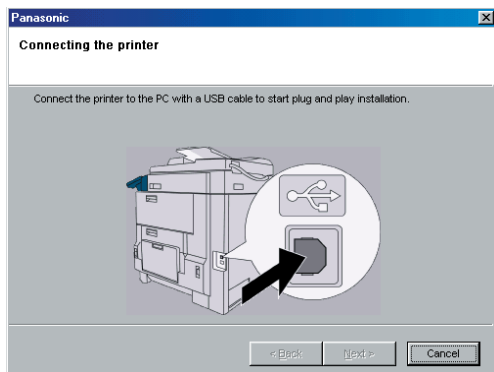 Panasonic
Connecting the printer
Connect the printer to the PC with a USB cable to start plug and play installation.
< Back
Next >
Cancel